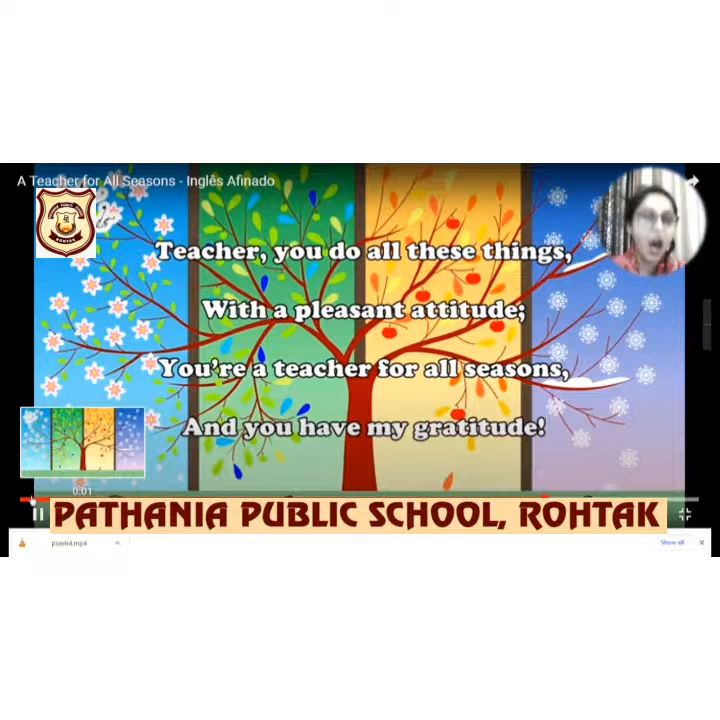 A Teacher for All Seasons - Inglês Afinado
ROHTAK
Teacher, you do all these things,
With a pleasant attitude;
You're a teacher for all seasons,
And you have my gratitude!
0:01
PATHANIA PUBLIC SCHOOL, ROHTAK
poem4.mp4
Show all